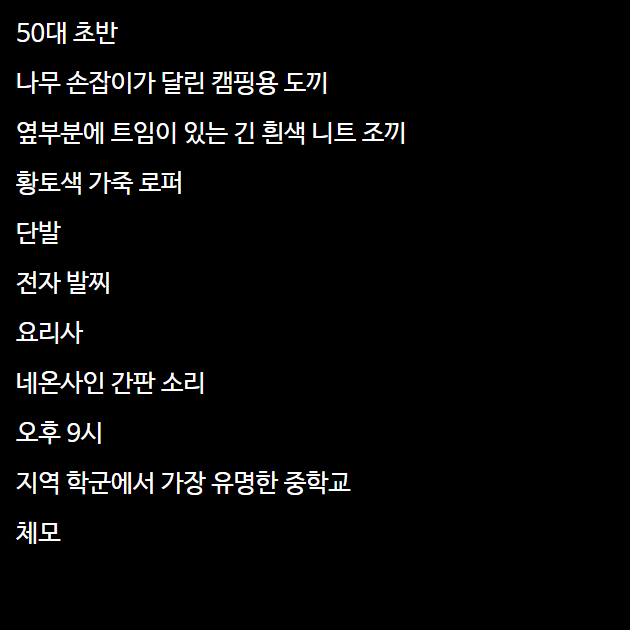 50대 초반
나무 손잡이가 달린 캠핑용 도끼
옆부분에 트임이 있는 긴 흰색 니트 조끼
황토색 가죽 로퍼
단발
전자 발찌
요리사
네온사인 간판 소리
오후 9시
지역 학군에서 가장 유명한 중학교
체모